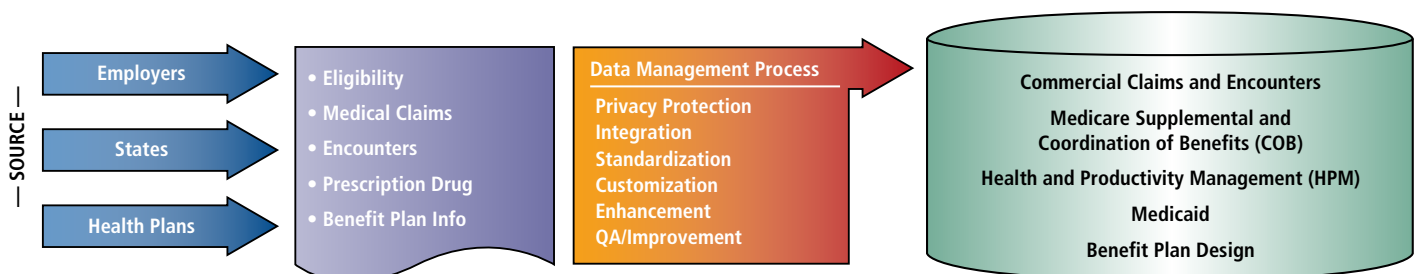 — SOURCE —
Employers
States
Health Plans
• Eligibility
• Medical Claims
• Encounters
• Prescription Drug
• Benefit Plan Info
Data Management Process
Privacy Protection
Integration
Standardization
Customization
Enhancement
QA/Improvement
Commercial Claims and Encounters
Medicare Supplemental and
Coordination of Benefits (COB)
Health and Productivity Management (HPM)
Medicaid
Benefit Plan Design